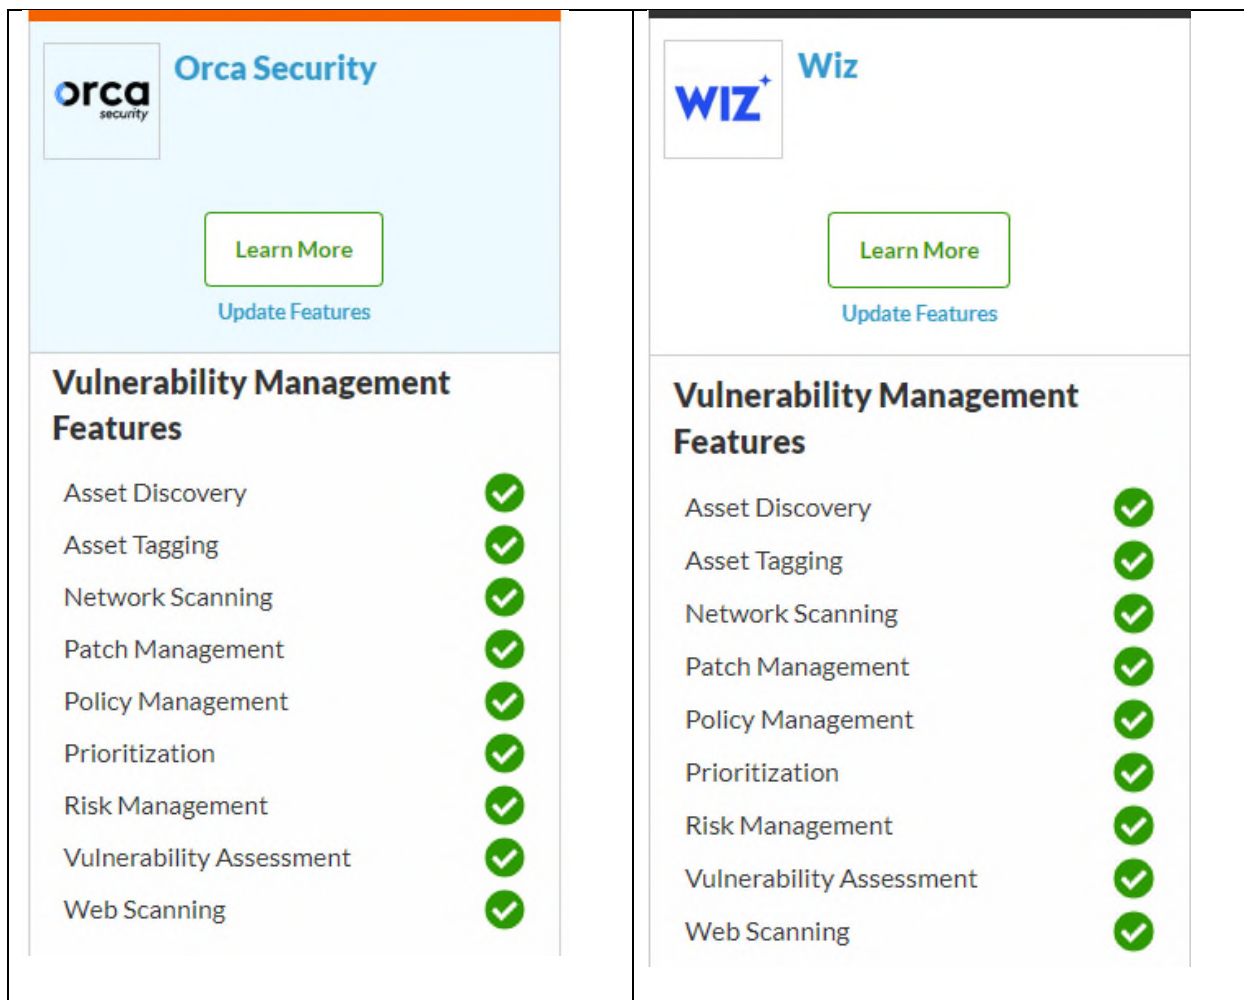 orca
security
Orca Security
Learn More
Update Features
Vulnerability Management
Features
Asset Discovery
Asset Tagging
Network Scanning
Patch Management
Policy Management
Prioritization
Risk Management
Vulnerability Assessment
Web Scanning
WIZ
Wiz
Learn More
Update Features
Vulnerability Management
Features
Asset Discovery
Asset Tagging
Network Scanning
Patch Management
Policy Management
Prioritization
Risk Management
Vulnerability Assessment
Web Scanning